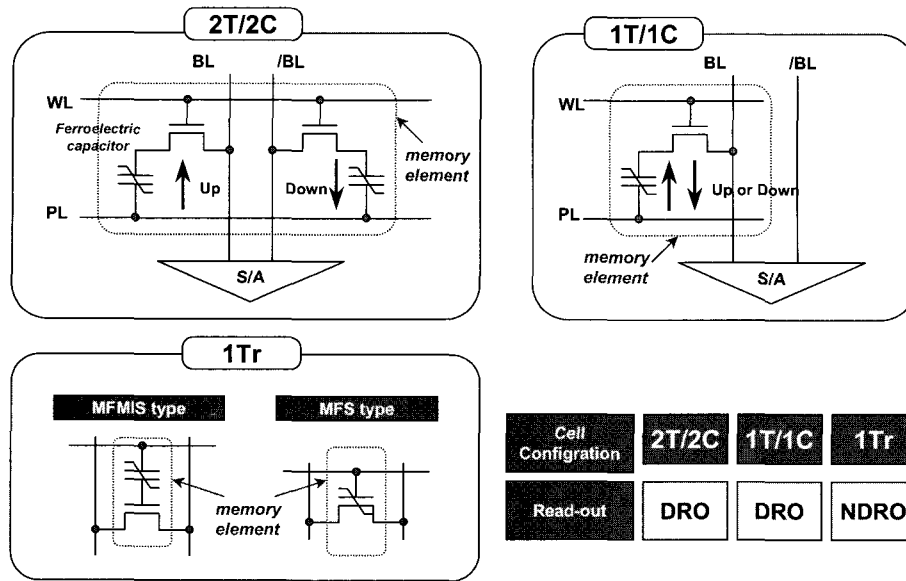 2T/2C
BL
/BL
WL
Ferroelectric
capacitor
memory
element
Up
Down
PL
S/A
1T/1C
BL
/BL
WL
Up or Down
PL
memory
element
S/A
1Tr
MFMIS type
MFS type
memory
element
Cell
Configration
2T/2C
1T/1C
1Tr
Read-out
DRO
DRO
NDRO